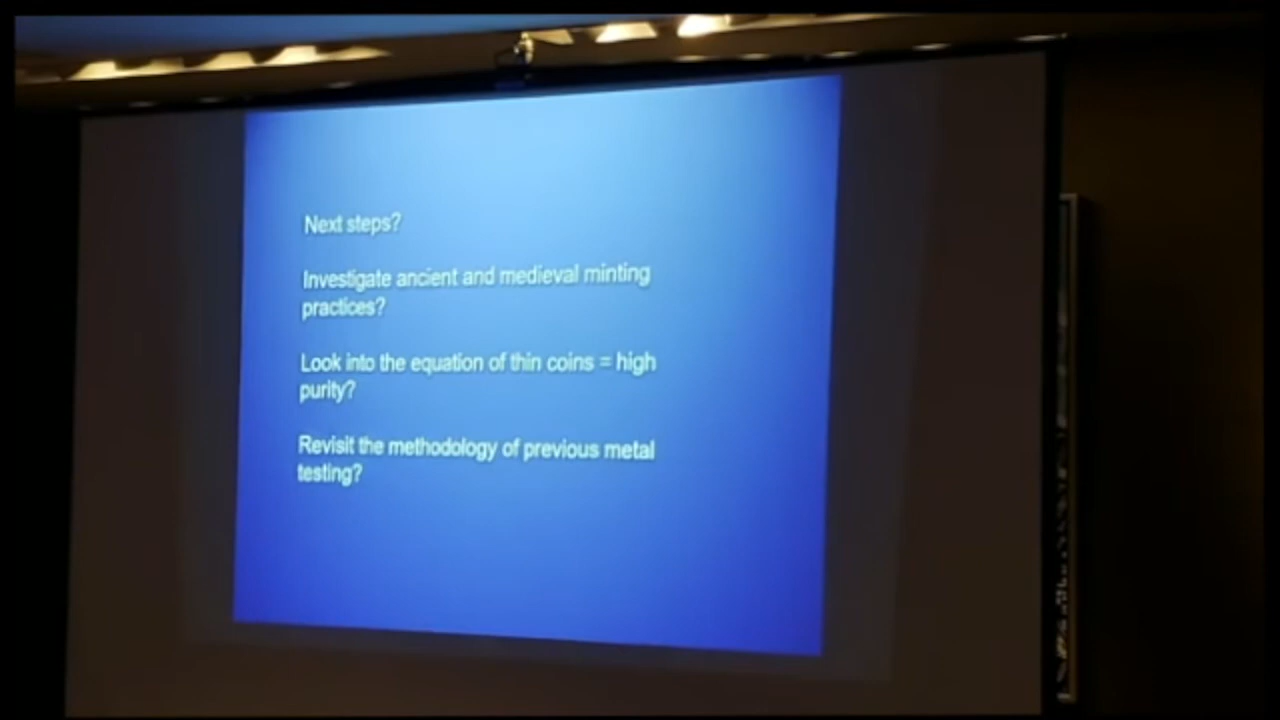 Next steps?
Investigate ancient and medieval minting
practices?
Look into the equation of thin coins = high
purity?
Revisit the methodology of previous metal
testing?